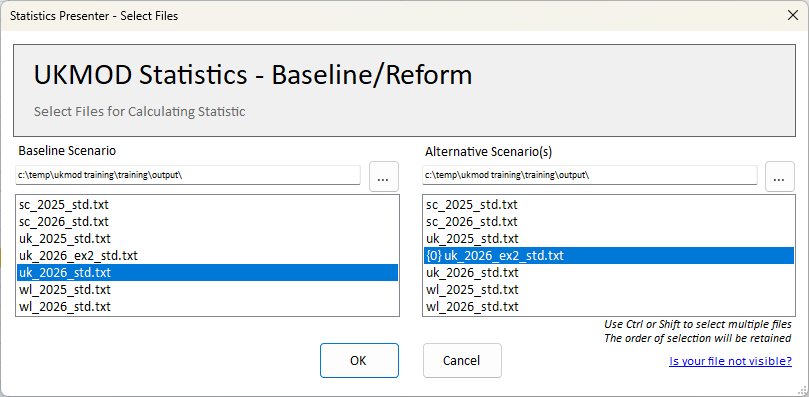 Statistics Presenter - Select Files
UKMOD Statistics - Baseline/Reform
Select Files for Calculating Statistic
Baseline Scenario
c:\temp\ukmod training\training\output\
...
sc_2025_std.txt
sc_2026_std.txt
uk_2025_std.txt
uk_2026_ex2_std.txt
uk_2026_std.txt
wl_2025_std.txt
wl_2026_std.txt
Alternative Scenario(s)
c:\temp\ukmod training\training\output\
...
sc_2025_std.txt
sc_2026_std.txt
uk_2025_std.txt
{0} uk_2026_ex2_std.txt
uk_2026_std.txt
wl_2025_std.txt
wl_2026_std.txt
Use Ctrl or Shift to select multiple files
The order of selection will be retained
OK
Cancel
Is your file not visible?